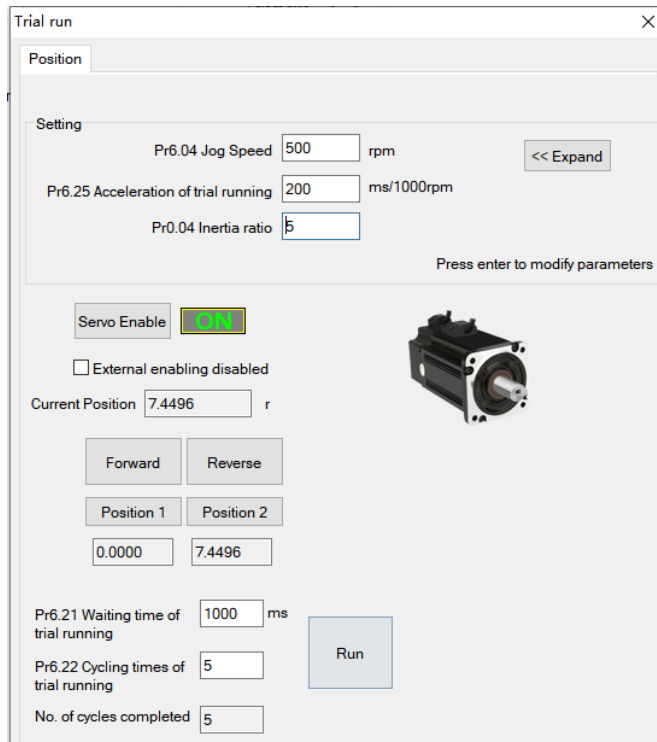 Trial run
Position
Setting
Pr6.04 Jog Speed 500 rpm
<< Expand
Pr6.25 Acceleration of trial running 200 ms/1000rpm
Pr0.04 Inertia ratio 5
Press enter to modify parameters
Servo Enable ON
External enabling disabled
Current Position 7.4496 r
Forward Reverse
Position 1 Position 2
0.0000 7.4496
Pr6.21 Waiting time of
trial running
1000 ms
Run
Pr6.22 Cycling times of
trial running
5
No. of cycles completed 5